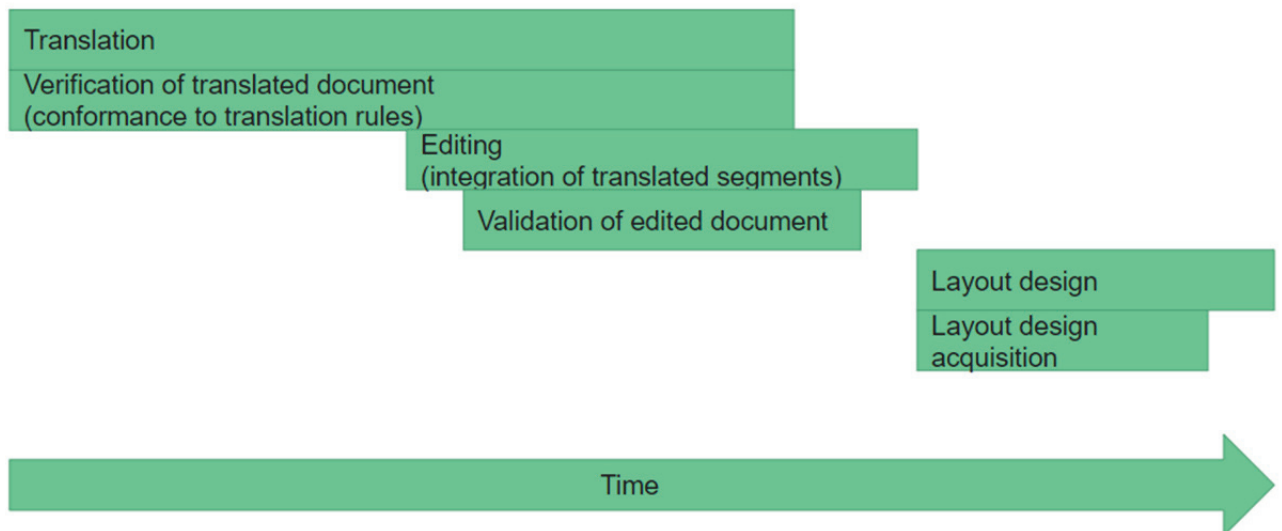 Translation
Verification of translated document
(conformance to translation rules)
Editing
(integration of translated segments)
Validation of edited document
Layout design
Layout design
acquisition
Time